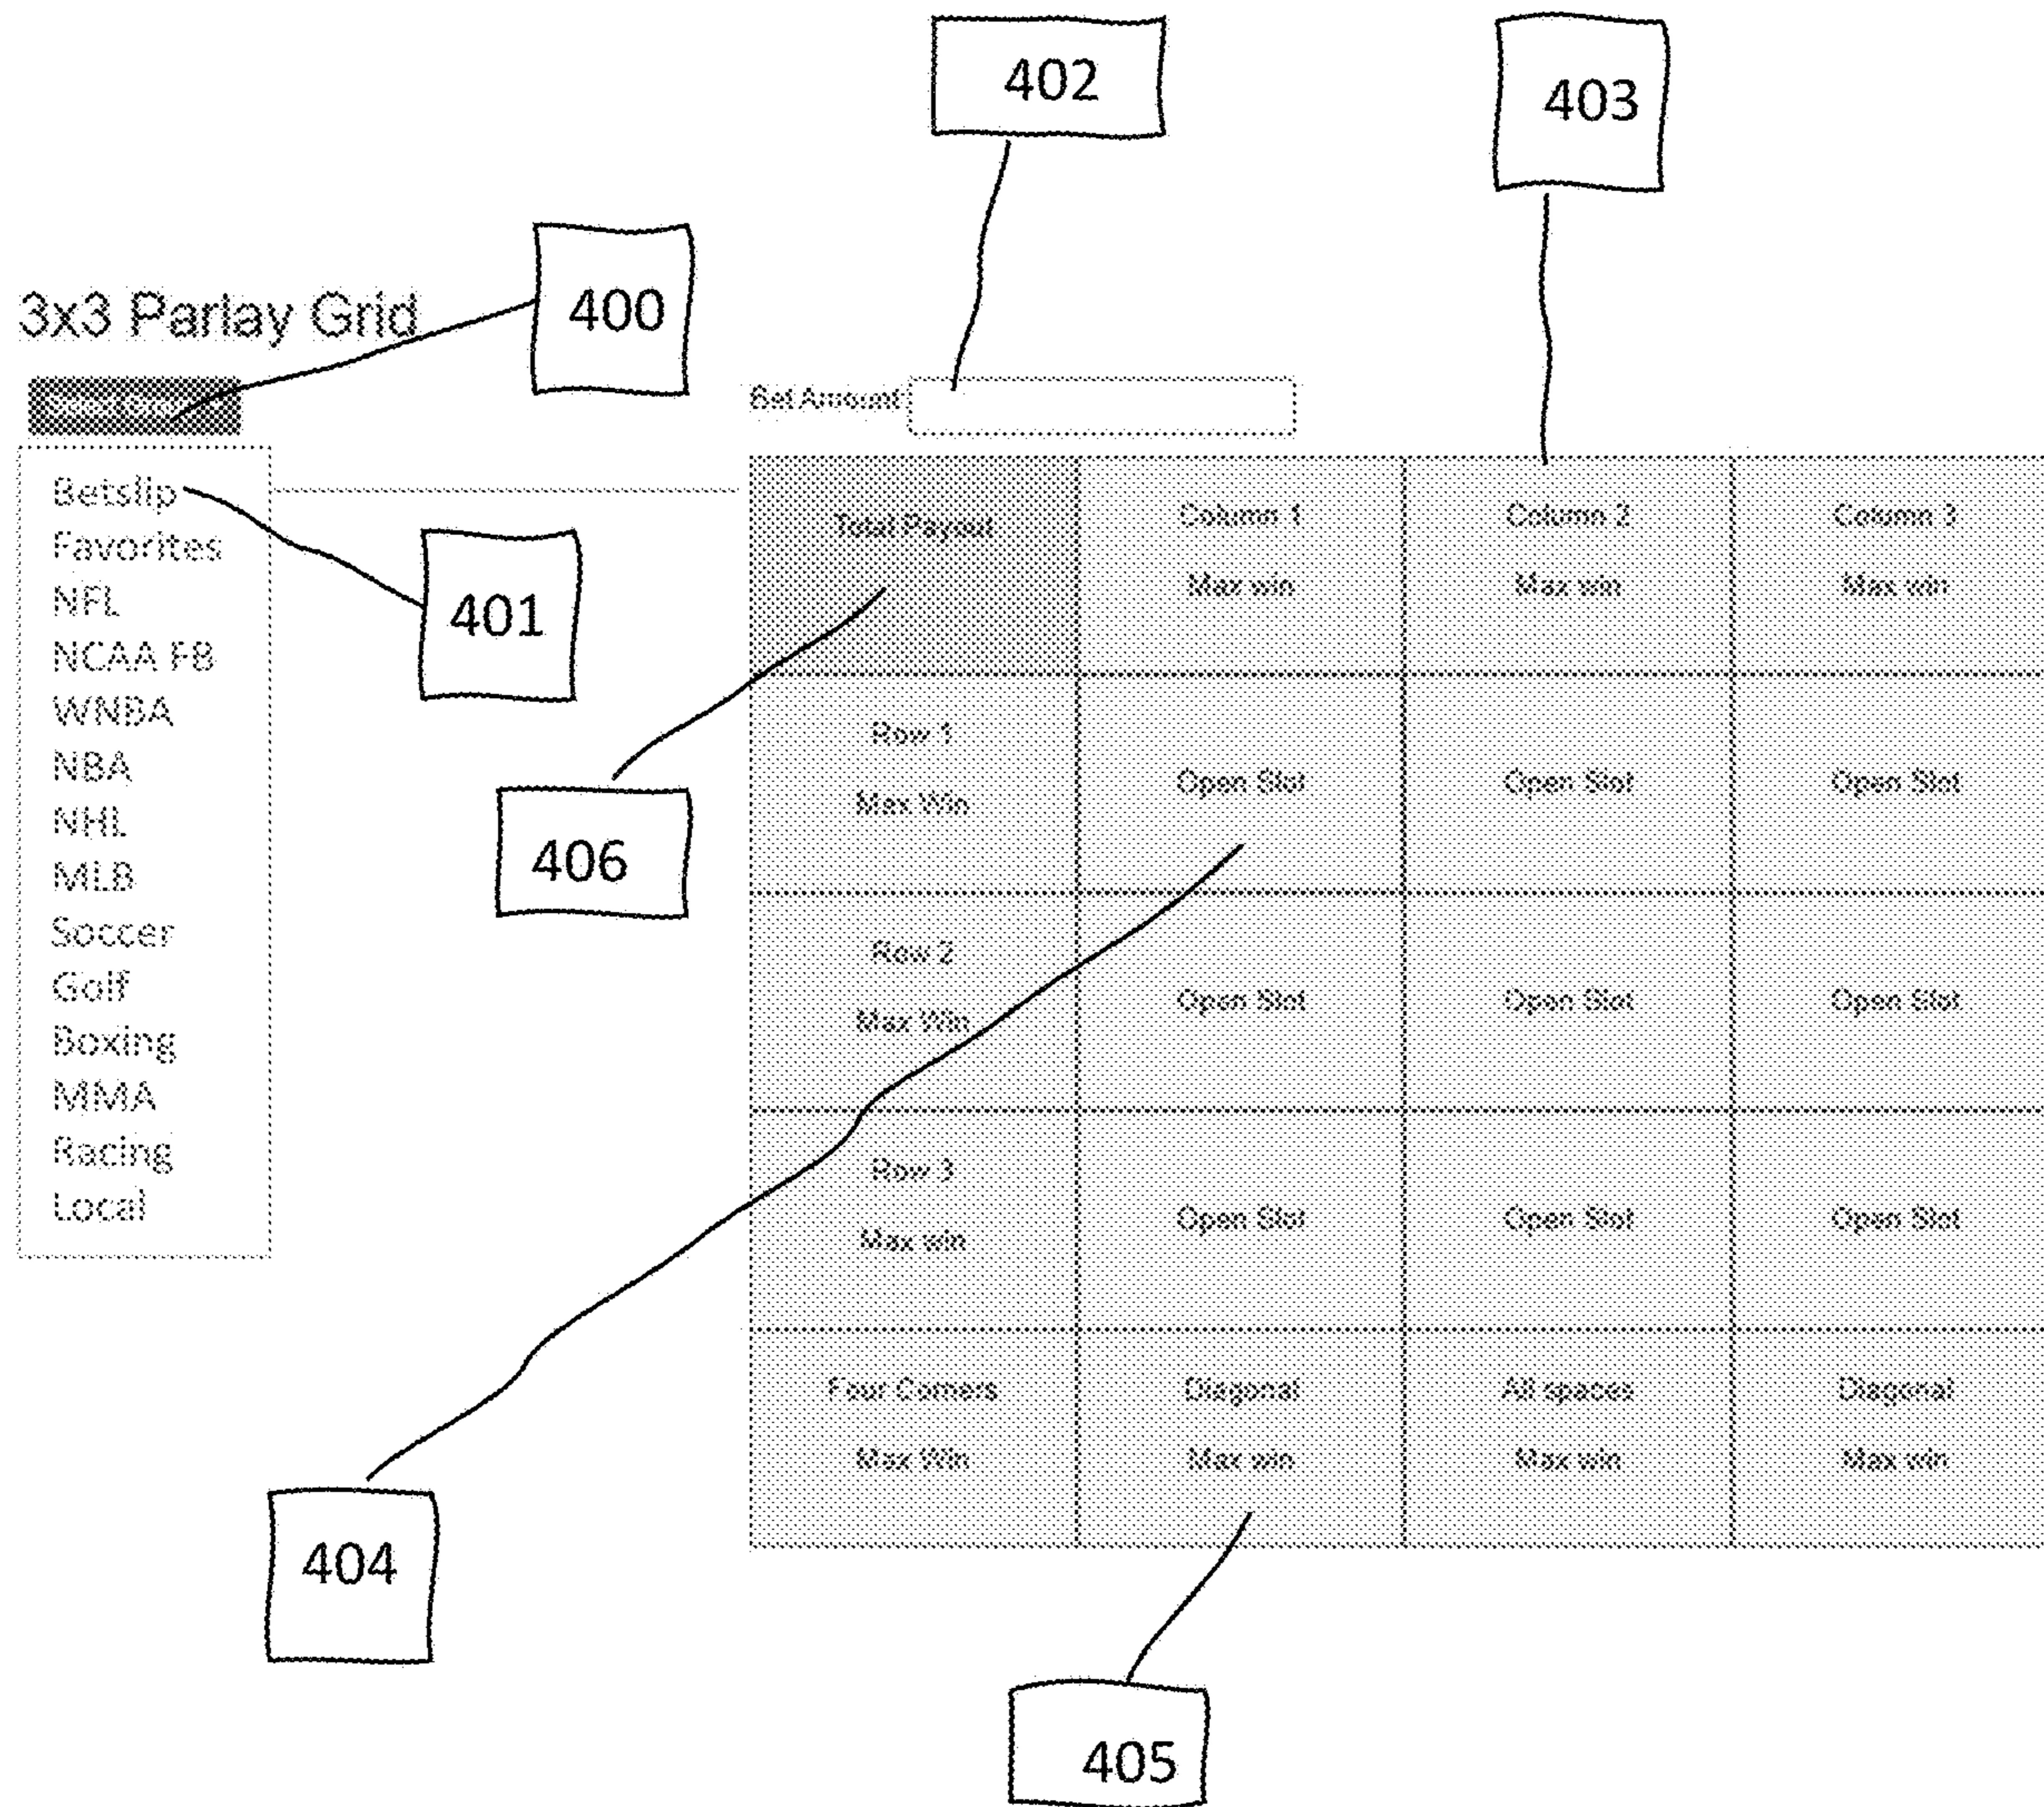 402
403
400
3x3 Parlay Grid
Bet Amount
Betslip
Favorites
NFL
NCAA FB
WNBA
NBA
NHL
MLB
Soccer
Golf
Boxing
MMA
Racing
Local
401
406
Total Payout
Column 1
Max win
Column 2
Max win
Column 3
Max win
Row 1
Max Win
Open Slot
Open Slot
Open Slot
Row 2
Max Win
Open Slot
Open Slot
Open Slot
Row 3
Max win
Open Slot
Open Slot
Open Slot
Four Corners
Max Win
Diagonal
Max win
All spaces
Max win
Diagonal
Max win
404
405